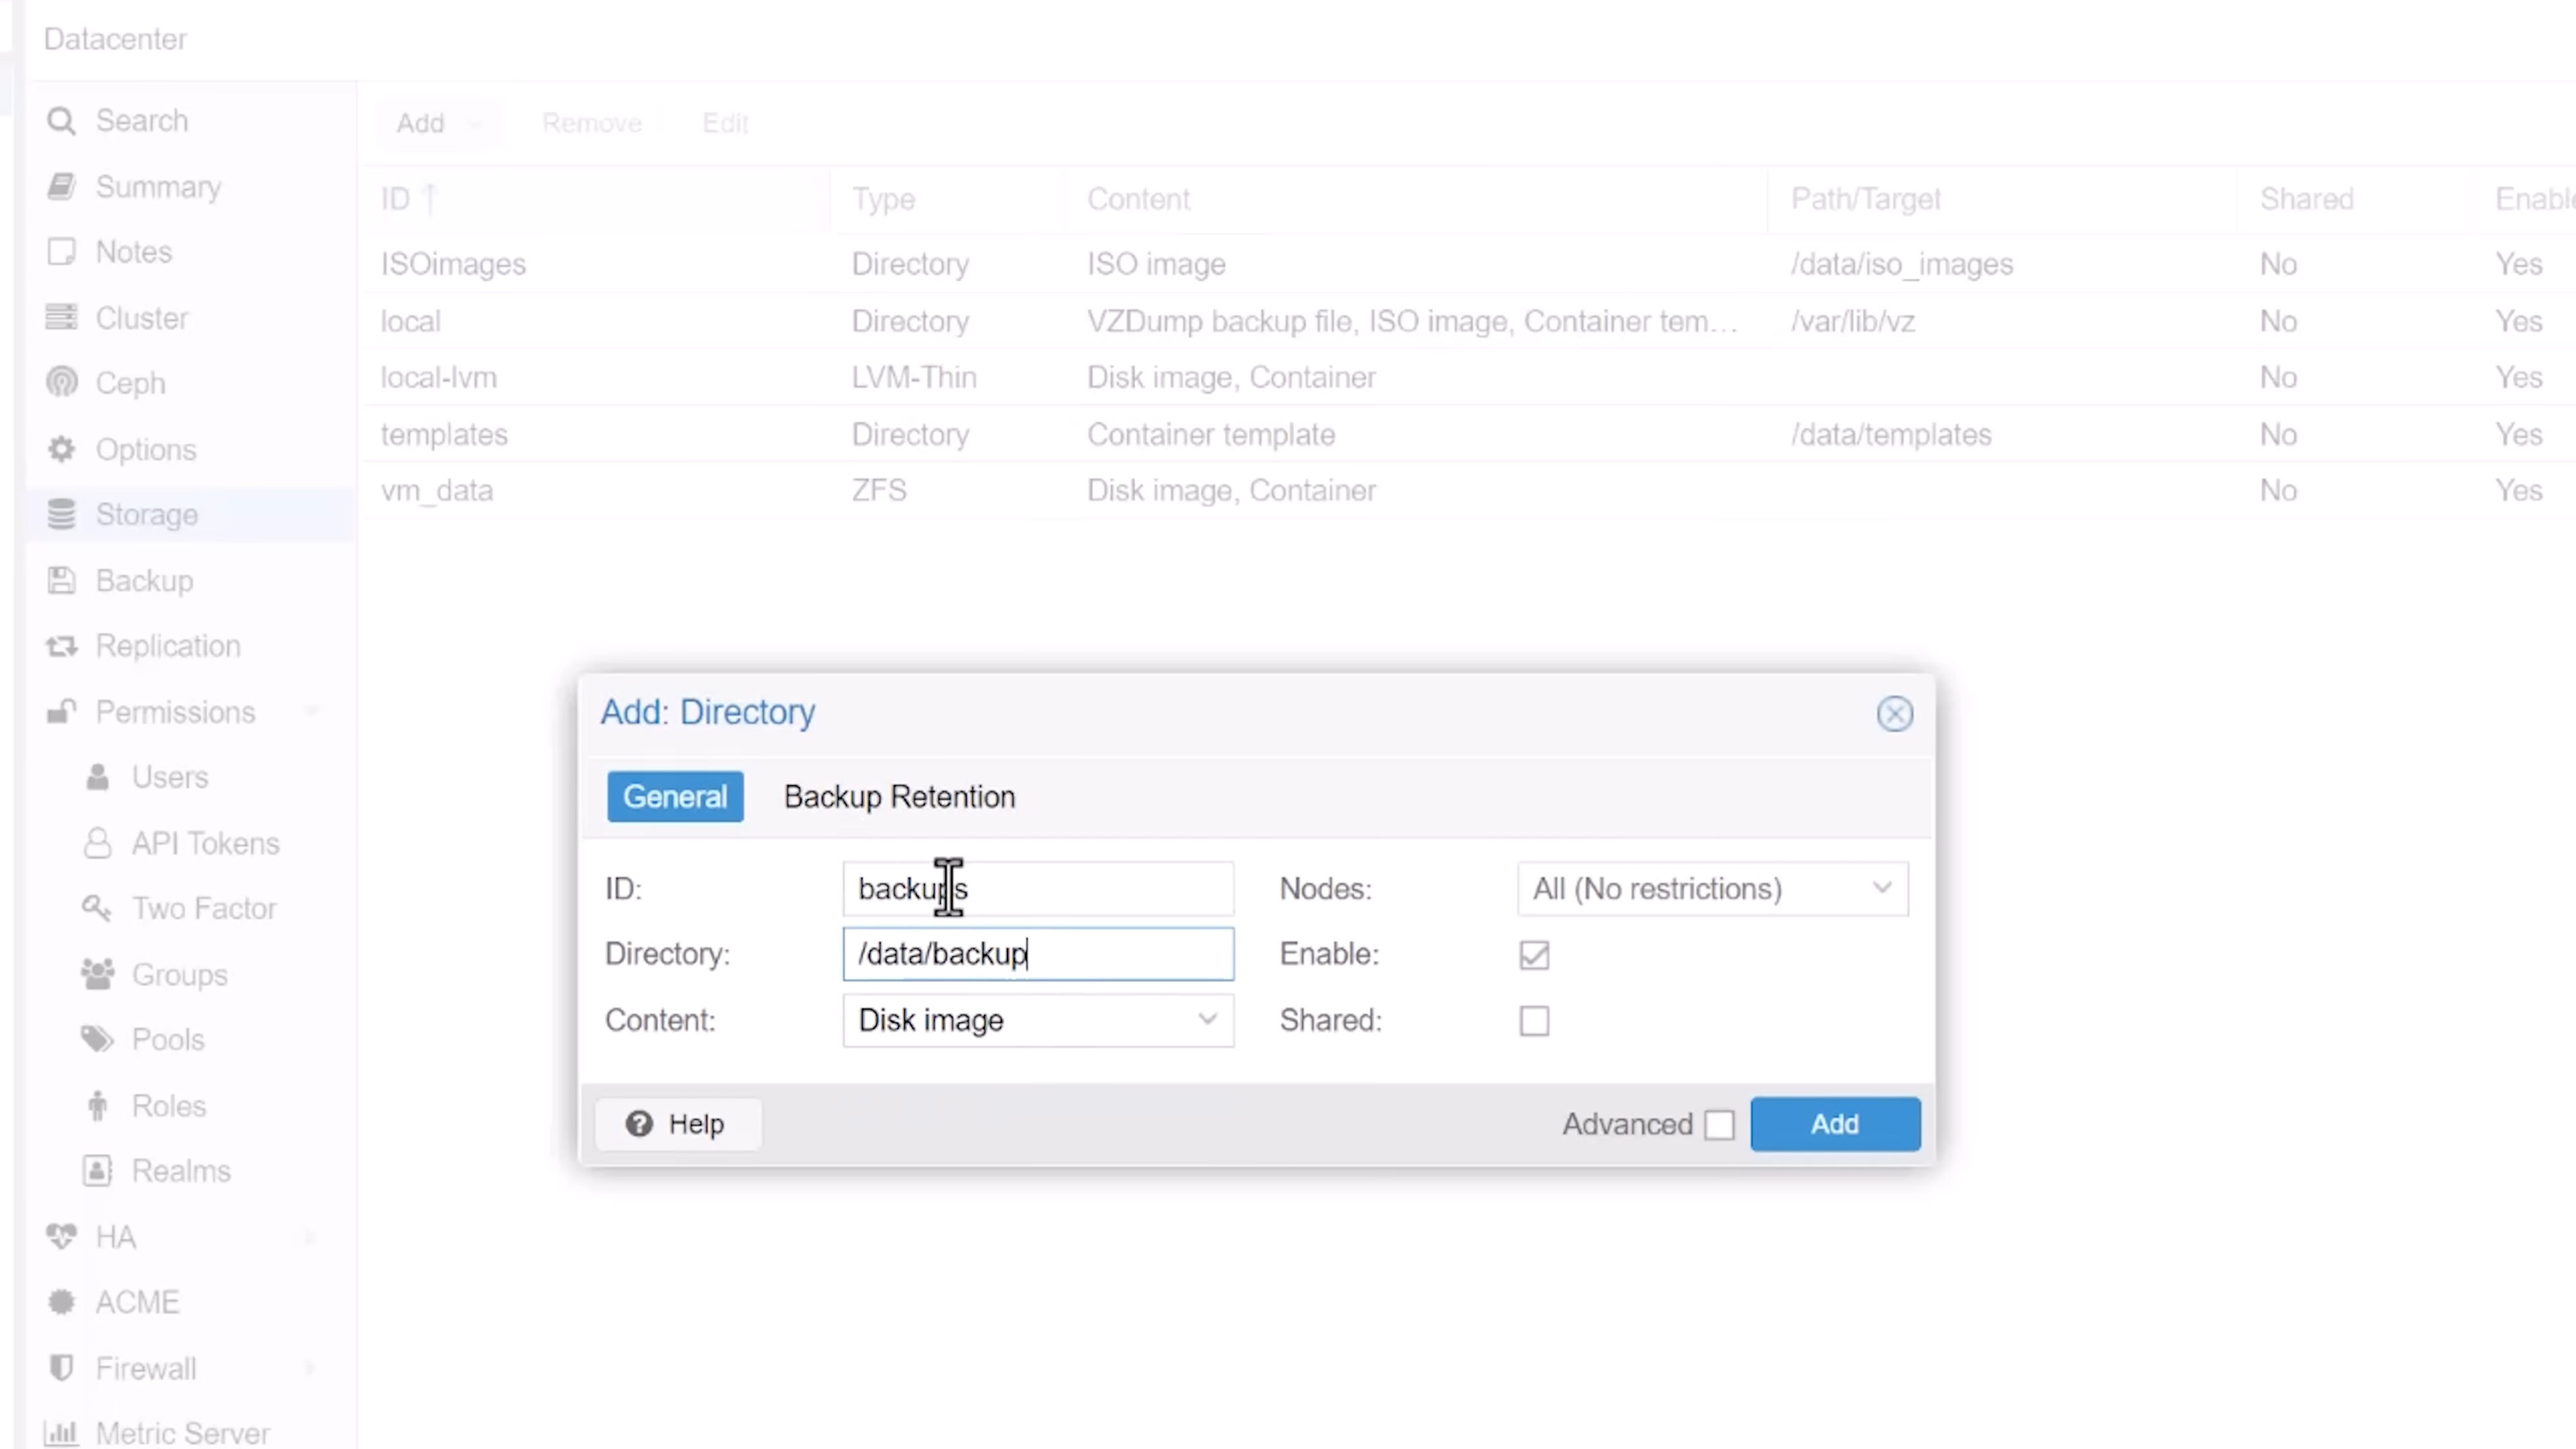 Datacenter
Search
Summary
Notes
Cluster
Ceph
Options
Storage
Backup
Replication
Permissions
Users
API Tokens
Two Factor
Groups
Pools
Roles
Realms
HA
ACME
Firewall
Metric Server
Add Remove Edit
ID Type Content Path/Target Shared Enable
ISOimages Directory ISO image /data/iso_images No Yes
local Directory VZDump backup file, ISO image, Container tem... /var/lib/vz No Yes
local-lvm LVM-Thin Disk image, Container No Yes
templates Directory Container template /data/templates No Yes
vm_data ZFS Disk image, Container No Yes
Add: Directory
General Backup Retention
ID: backups Nodes: All (No restrictions)
Directory: /data/backup Enable:
Content: Disk image Shared:
Help Advanced Add